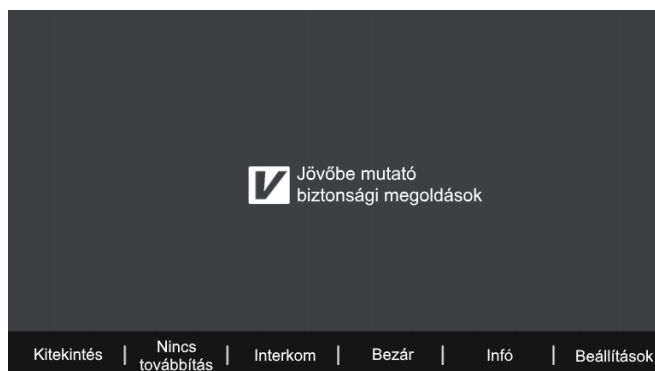 V Jövőbe mutató
biztonsági megoldások
Kitekintés | Nincs továbbítás | Interkom | Bezár | Infó | Beállítások